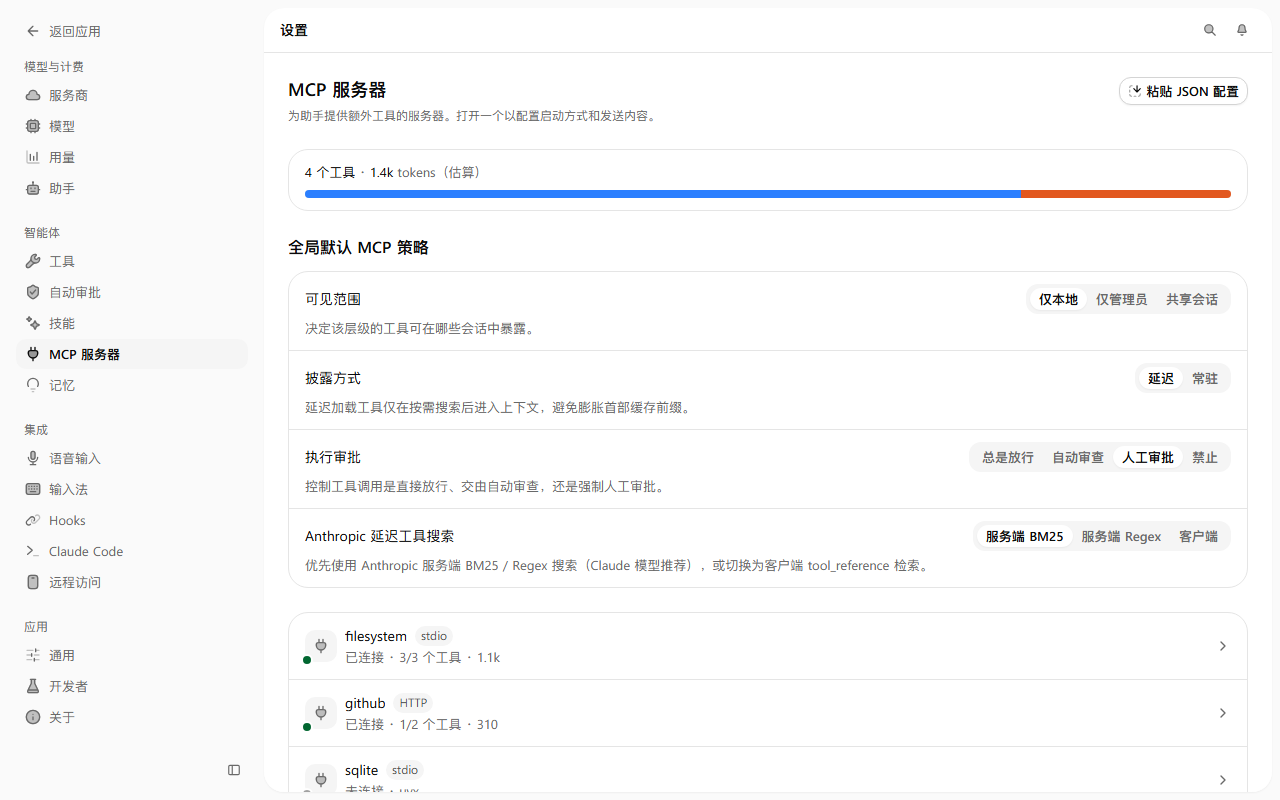 返回应用
模型与计费
服务商
模型
用量
助手
智能体
工具
自动审批
技能
MCP 服务器
记忆
集成
语音输入
输入法
Hooks
Claude Code
远程访问
应用
通用
开发者
关于
设置
MCP 服务器
粘贴 JSON 配置
为助手提供额外工具的服务器。打开一个以配置启动方式和发送内容。
4 个工具 · 1.4k tokens（估算）
全局默认 MCP 策略
可见范围
仅本地 仅管理员 共享会话
决定该层级的工具可在哪些会话中暴露。
披露方式
延迟 常驻
延迟加载工具仅在按需搜索后进入上下文，避免膨胀首部缓存前缀。
执行审批
总是放行 自动审查 人工审批 禁止
控制工具调用是直接放行、交由自动审查，还是强制人工审批。
Anthropic 延迟工具搜索
服务端 BM25 服务端 Regex 客户端
优先使用 Anthropic 服务端 BM25 / Regex 搜索（Claude 模型推荐），或切换为客户端 tool_reference 检索。
filesystem stdio
已连接 · 3/3 个工具 · 1.1k
github HTTP
已连接 · 1/2 个工具 · 310
sqlite stdio
未连接 · uvx